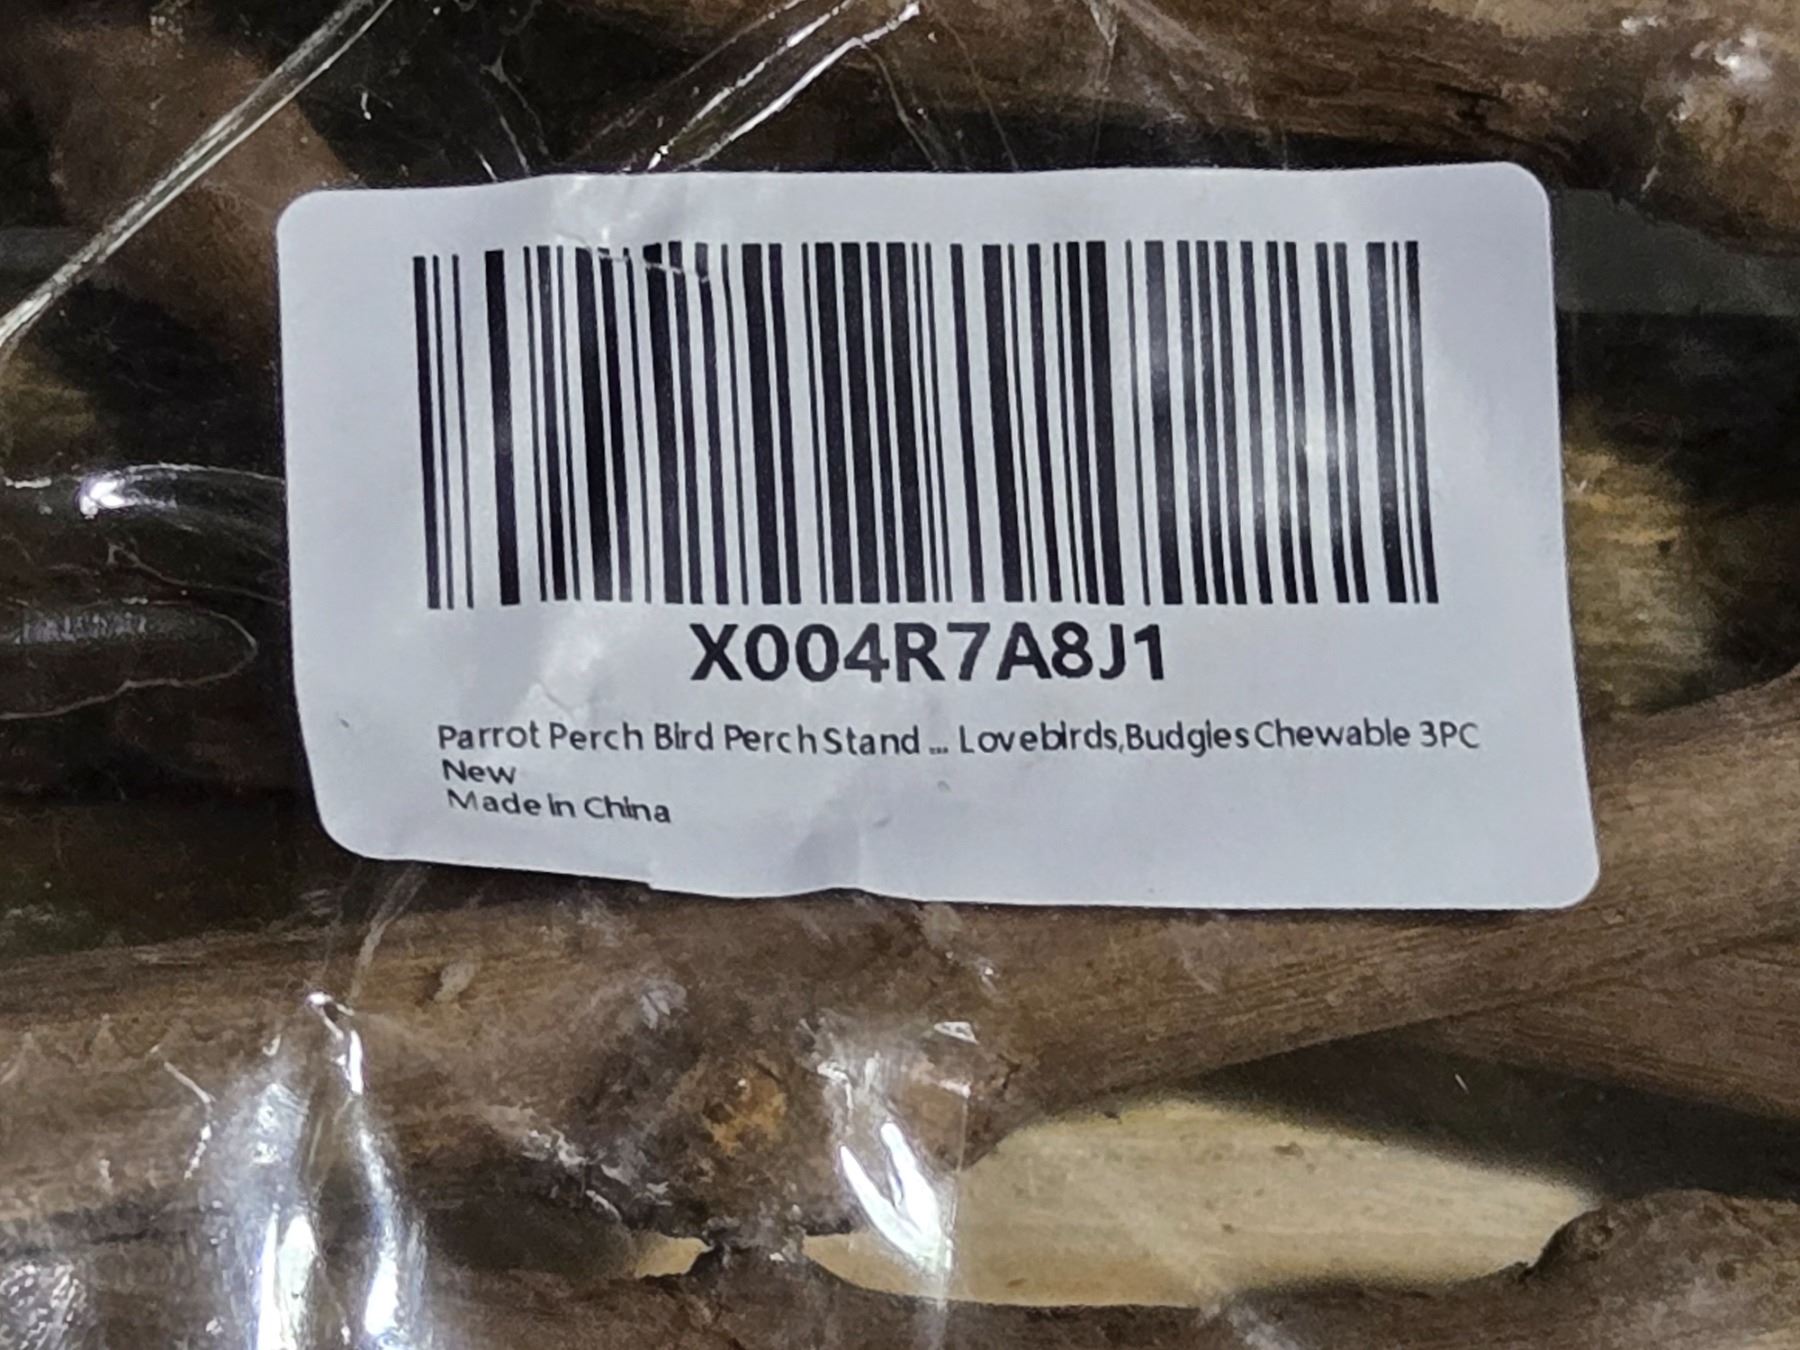 X004R7A8J1
Parrot Perch Bird Perch Stand ... Lovebirds,Budgies Chewable 3PC
New
Made in China